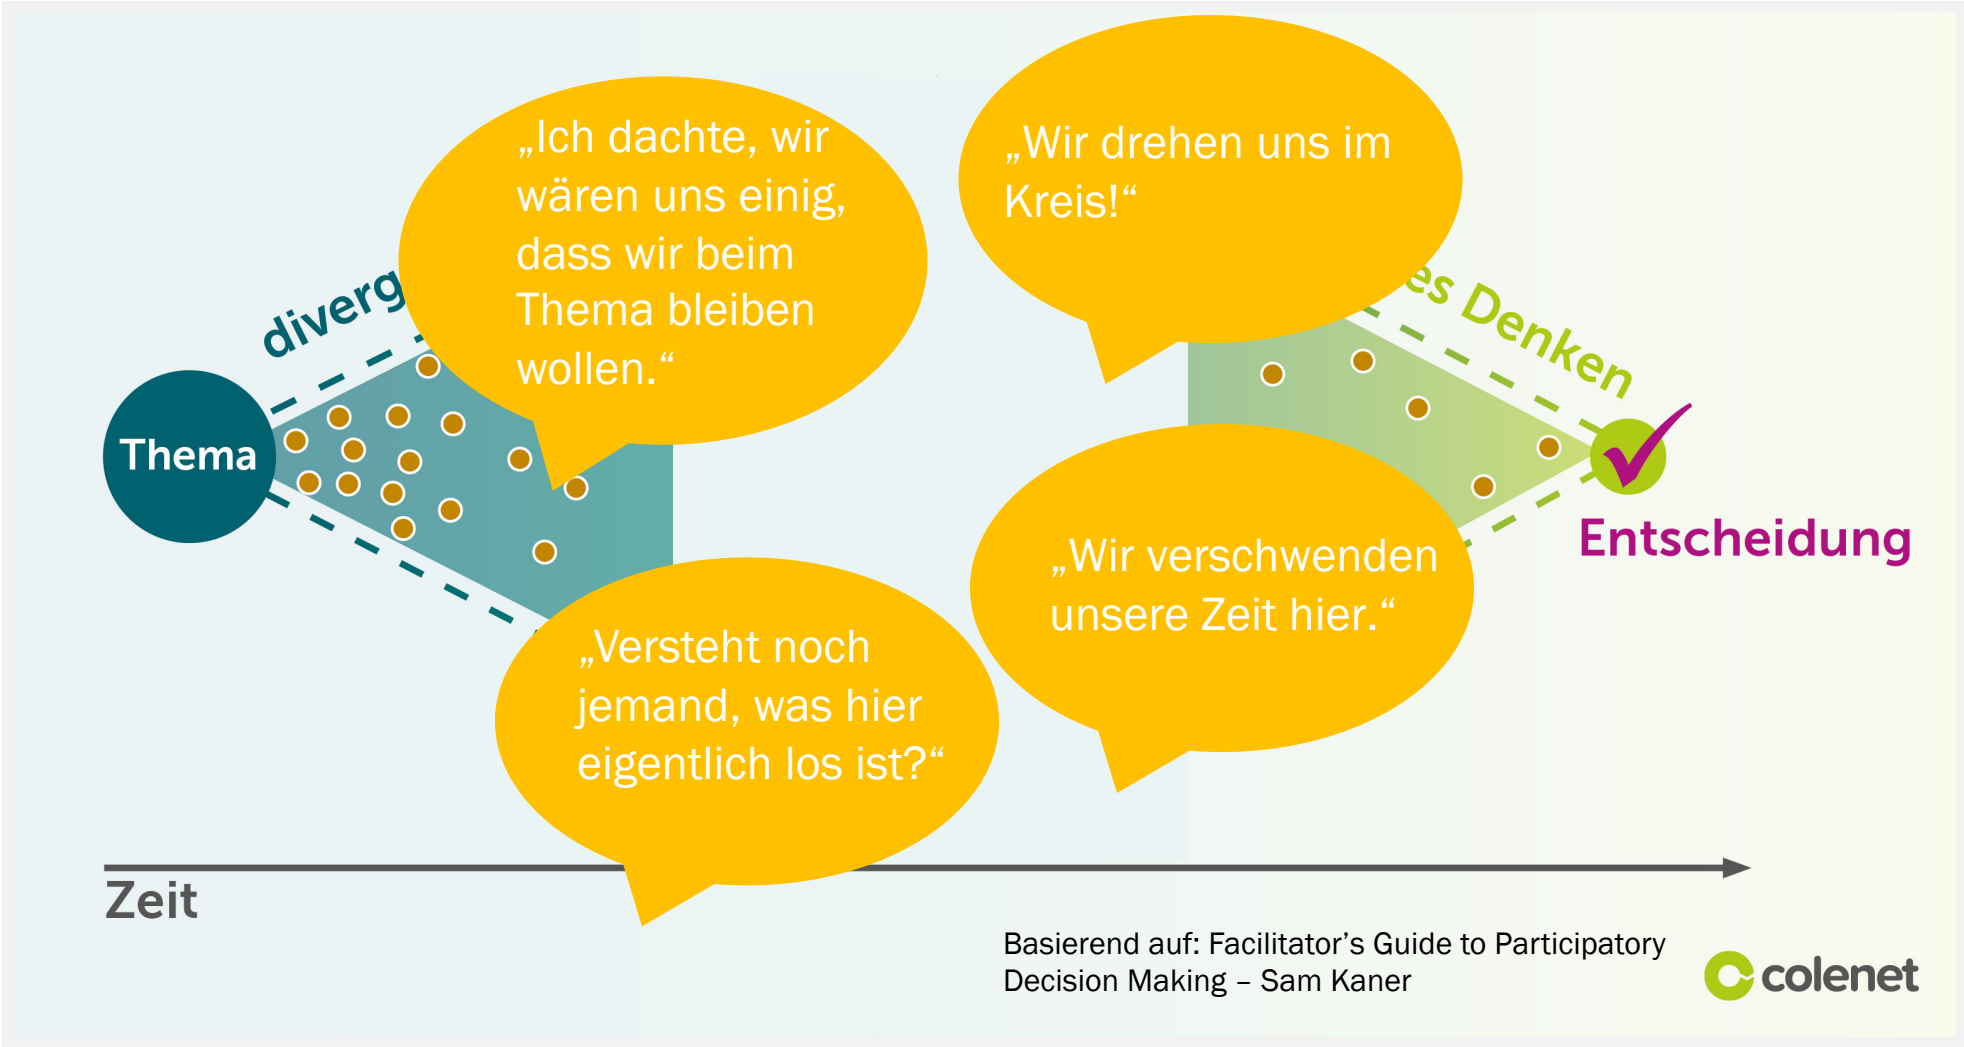 „Ich dachte, wir
wären uns einig,
dass wir beim
Thema bleiben
wollen.“
„Wir drehen uns im
Kreis!“
diverg
es Denken
Thema
Entscheidung
„Wir verschwenden
unsere Zeit hier.“
„Versteht noch
jemand, was hier
eigentlich los ist?“
Zeit
Basierend auf: Facilitator’s Guide to Participatory
Decision Making – Sam Kaner
colenet